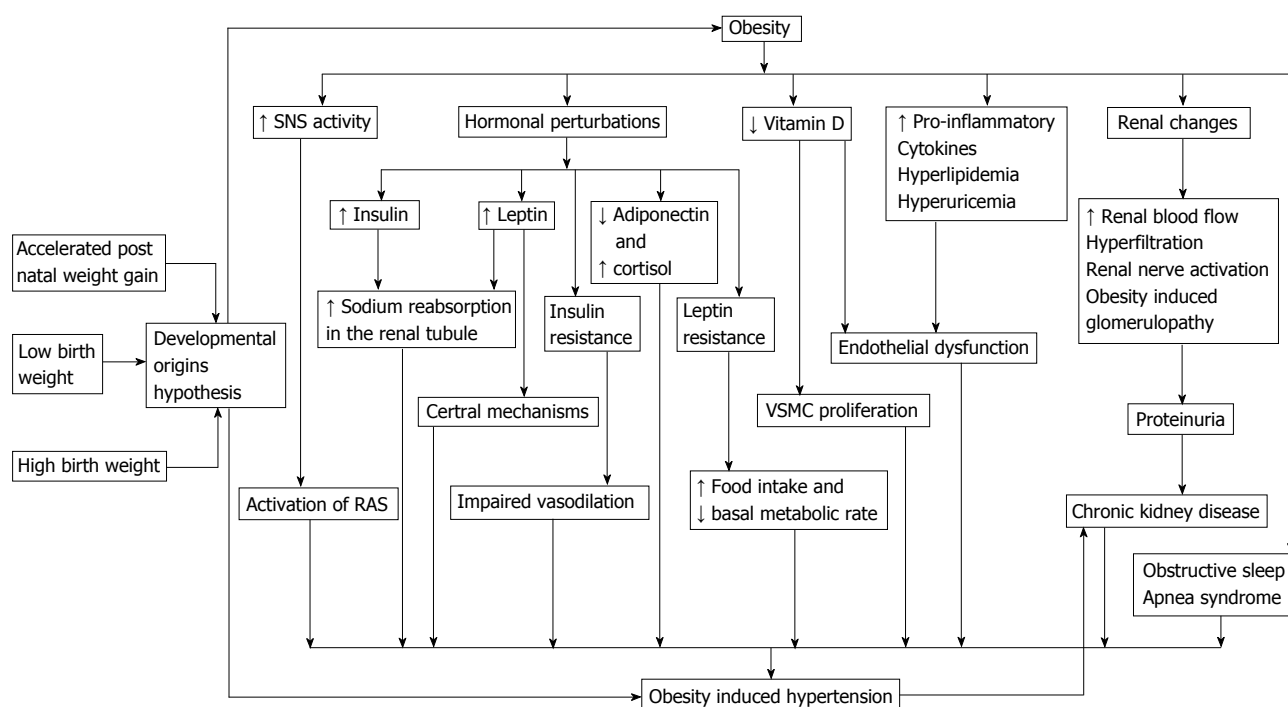 Obesity
↑ SNS activity
Hormonal perturbations
↓ Vitamin D
↑ Pro-inflammatory
Cytokines
Hyperlipidemia
Hyperuricemia
Renal changes
↑ Insulin
↑ Leptin
↓ Adiponectin
and
↑ cortisol
↑ Renal blood flow
Hyperfiltration
Renal nerve activation
Obesity induced
glomerulopathy
Accelerated post
natal weight gain
↑ Sodium reabsorption
in the renal tubule
Insulin
resistance
Leptin
resistance
Developmental
origins
hypothesis
Low birth
weight
Endothelial dysfunction
Certral mechanisms
VSMC proliferation
Proteinuria
High birth weight
Activation of RAS
Impaired vasodilation
↑ Food intake and
↓ basal metabolic rate
Chronic kidney disease
Obstructive sleep
Apnea syndrome
Obesity induced hypertension